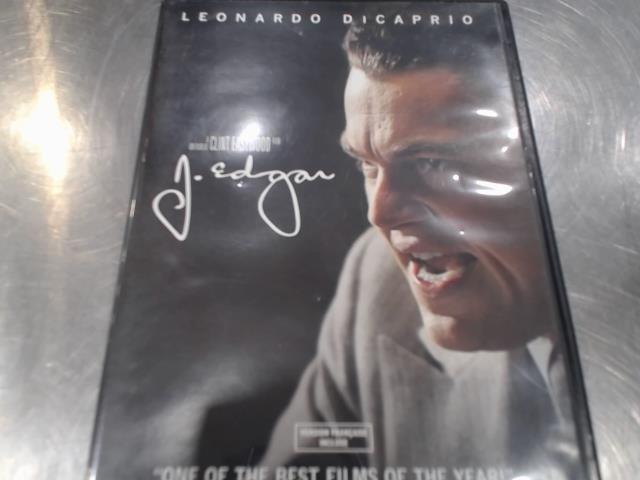 LEONARDO DICAPRIO
CLINT EASTWOOD
J. Edgar
VERSION FRANÇAISE
INCLUSE
"ONE OF THE BEST FILMS OF THE YEAR!"